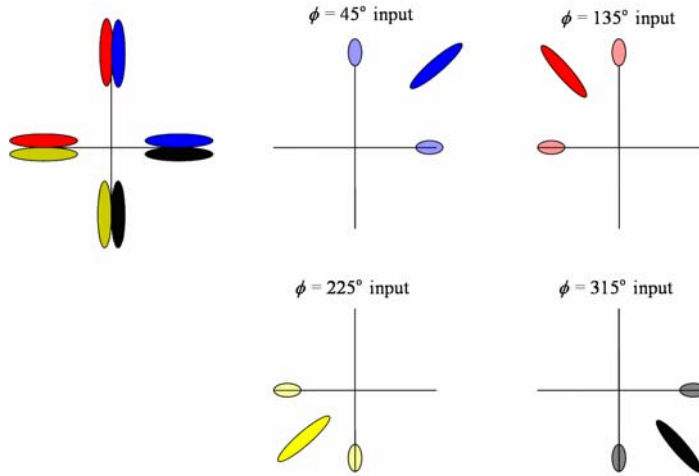 ϕ = 45° input
ϕ = 135° input
ϕ = 225° input
ϕ = 315° input